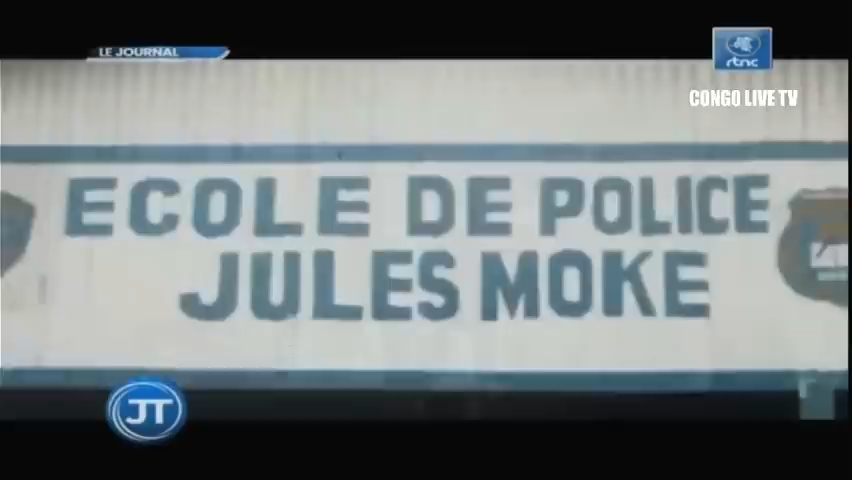 LE JOURNAL
rtnc
CONGO LIVE TV
ECOLE DE POLICE
JULES MOKE
JT